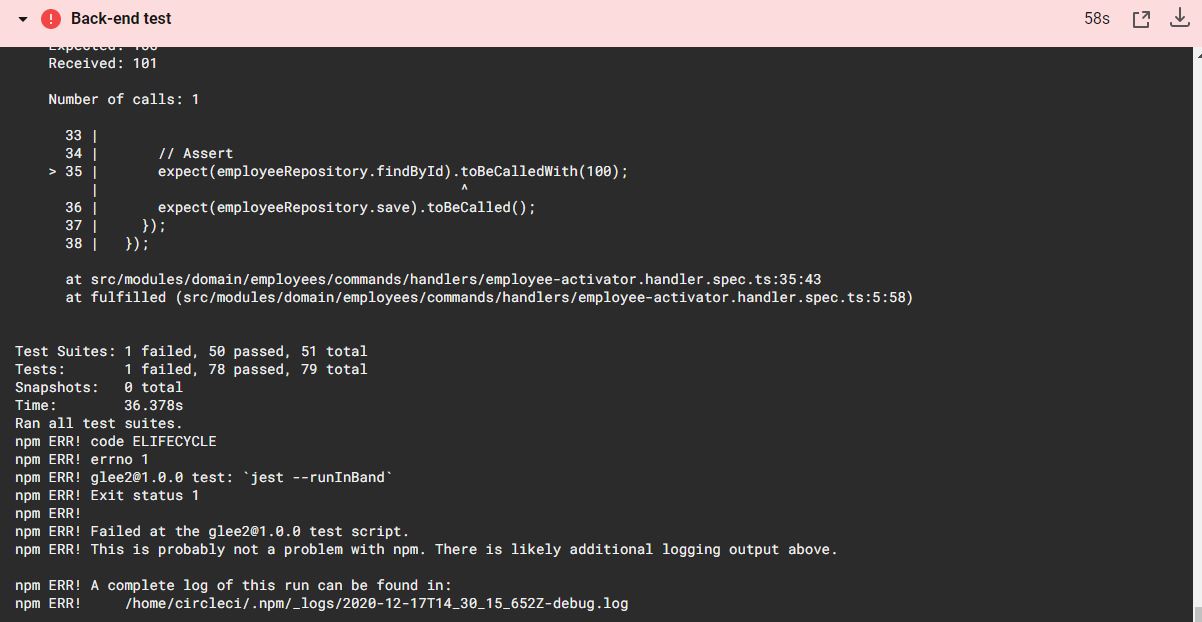 Back-end test
58s
Received: 101
Number of calls: 1
33 |
34 |       // Assert
> 35 |       expect(employeeRepository.findById).toBeCalledWith(100);
|                                           ^
36 |       expect(employeeRepository.save).toBeCalled();
37 |     });
38 |   });
at src/modules/domain/employees/commands/handlers/employee-activator.handler.spec.ts:35:43
at fulfilled (src/modules/domain/employees/commands/handlers/employee-activator.handler.spec.ts:5:58)
Test Suites: 1 failed, 50 passed, 51 total
Tests:       1 failed, 78 passed, 79 total
Snapshots:   0 total
Time:        36.378s
Ran all test suites.
npm ERR! code ELIFECYCLE
npm ERR! errno 1
npm ERR! glee2@1.0.0 test: `jest --runInBand`
npm ERR! Exit status 1
npm ERR!
npm ERR! Failed at the glee2@1.0.0 test script.
npm ERR! This is probably not a problem with npm. There is likely additional logging output above.
npm ERR! A complete log of this run can be found in:
npm ERR!     /home/circleci/.npm/_logs/2020-12-17T14_30_15_652Z-debug.log